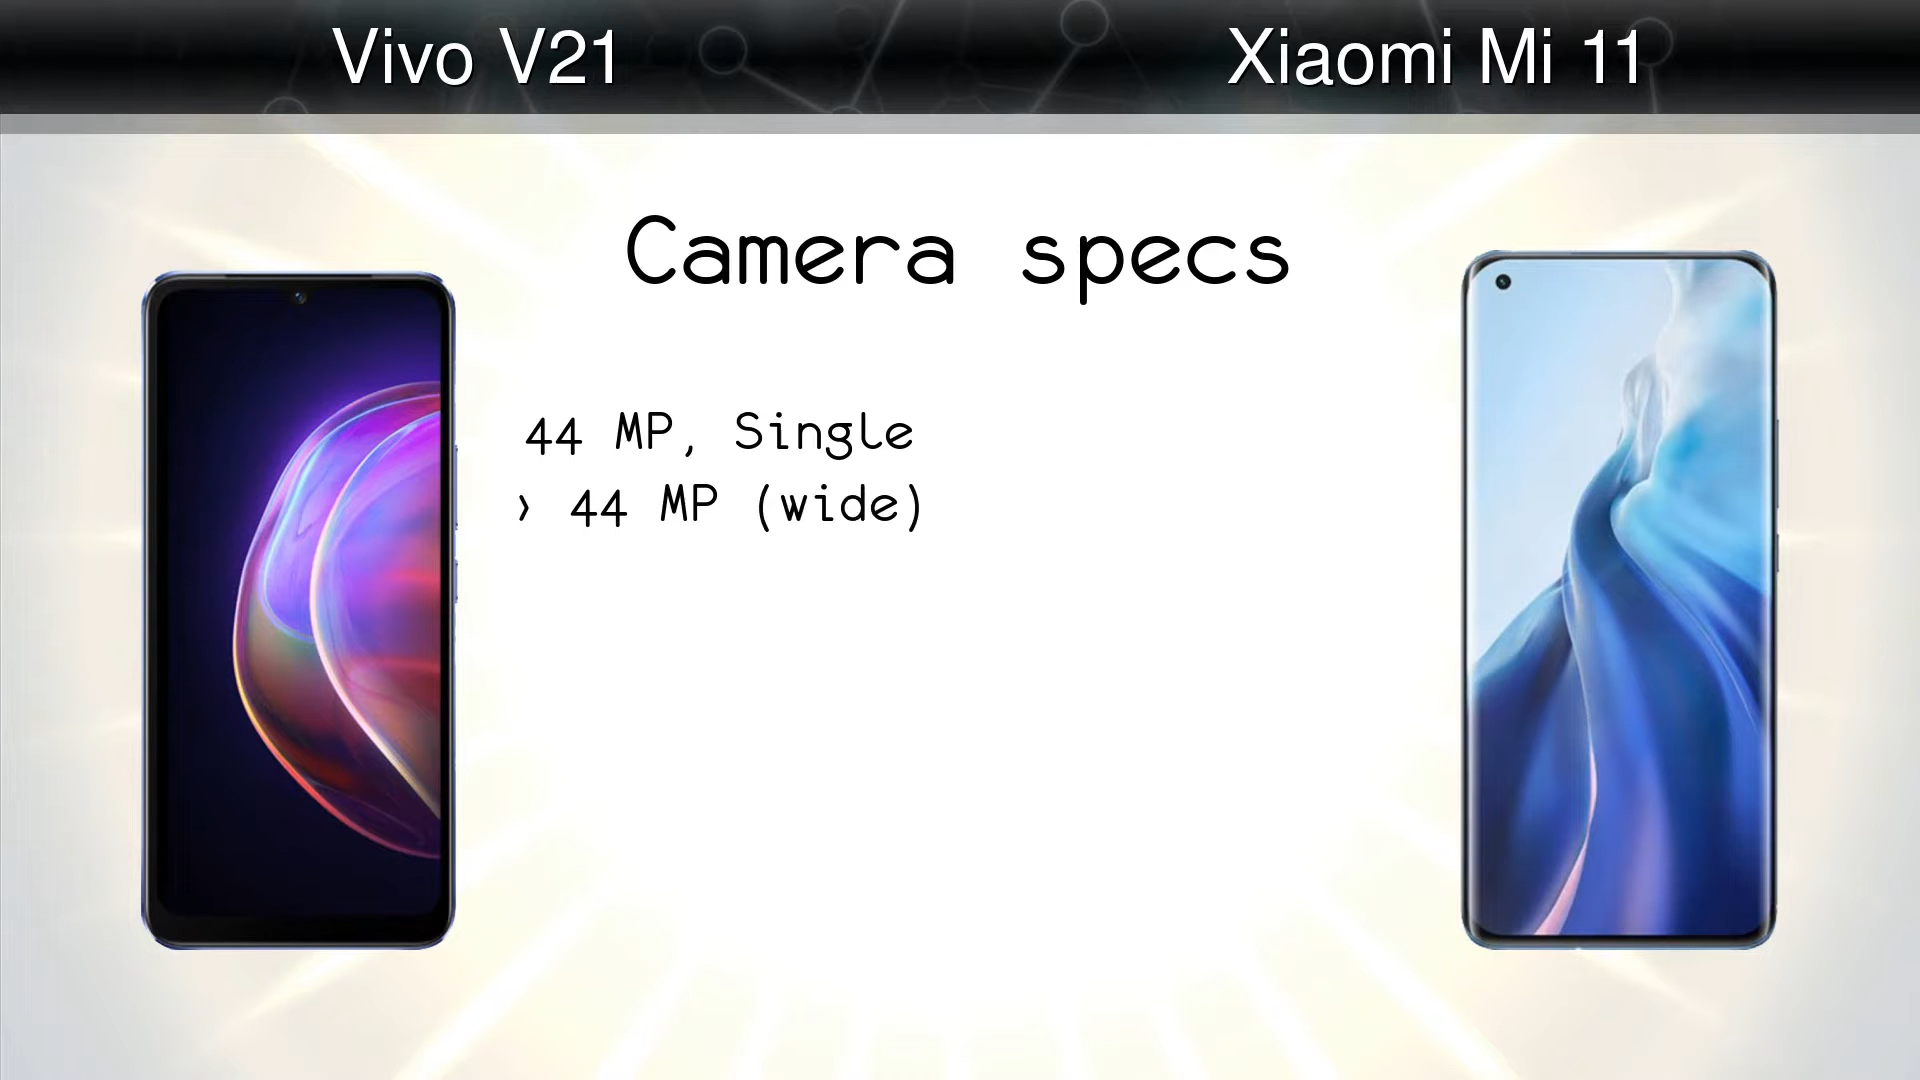 Vivo V21
Xiaomi Mi 11
Camera specs
44 MP, Single
› 44 MP (wide)